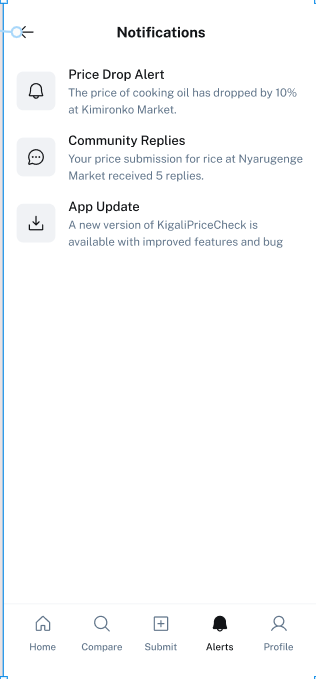 Notifications
Price Drop Alert
The price of cooking oil has dropped by 10%
at Kimironko Market.
Community Replies
Your price submission for rice at Nyarugenge
Market received 5 replies.
App Update
A new version of KigaliPriceCheck is
available with improved features and bug
Home
Compare
Submit
Alerts
Profile